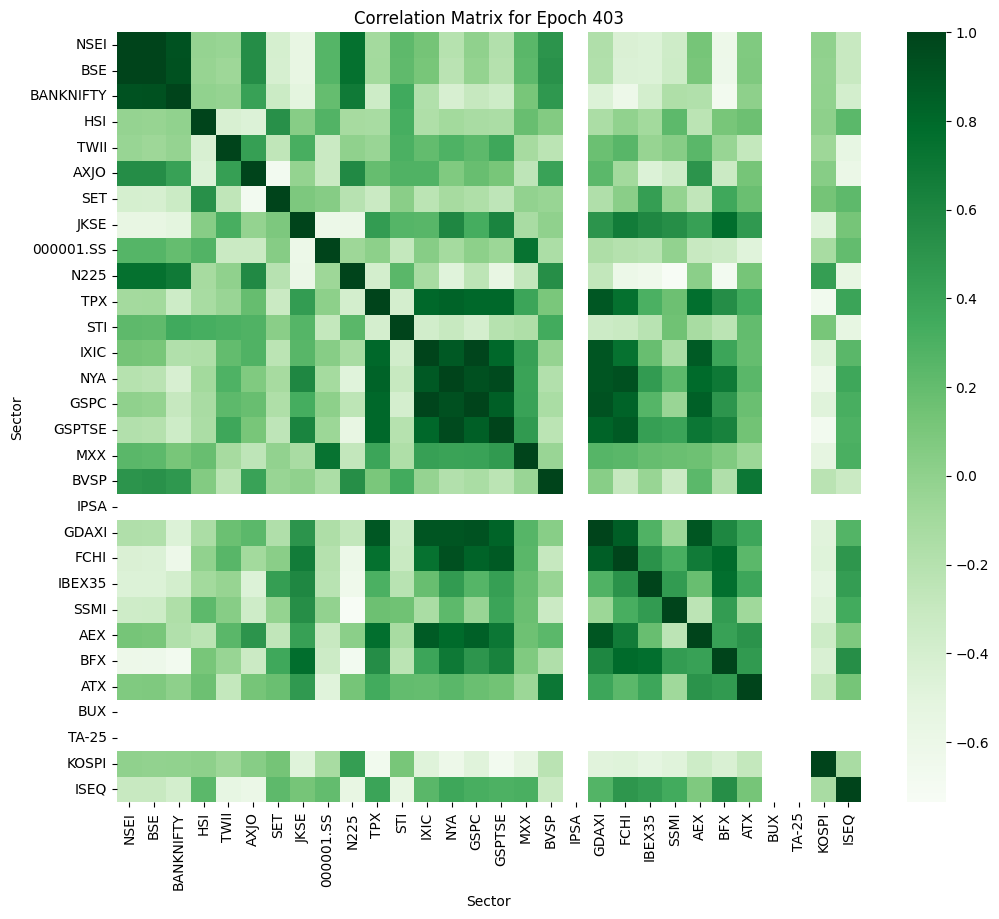 Correlation Matrix for Epoch 403
Sector
NSEI
BSE
BANKNIFTY
HSI
TWII
AXJO
SET
JKSE
000001.SS
N225
TPX
STI
IXIC
NYA
GSPC
GSPTSE
MXX
BVSP
IPSA
GDAXI
FCHI
IBEX35
SSMI
AEX
BFX
ATX
BUX
TA-25
KOSPI
ISEQ
NSEI
BSE
BANKNIFTY
HSI
TWII
AXJO
SET
JKSE
000001.SS
N225
TPX
STI
IXIC
NYA
GSPC
GSPTSE
MXX
BVSP
IPSA
GDAXI
FCHI
IBEX35
SSMI
AEX
BFX
ATX
BUX
TA-25
KOSPI
ISEQ
Sector
1.0
0.8
0.6
0.4
0.2
0.0
−0.2
−0.4
−0.6